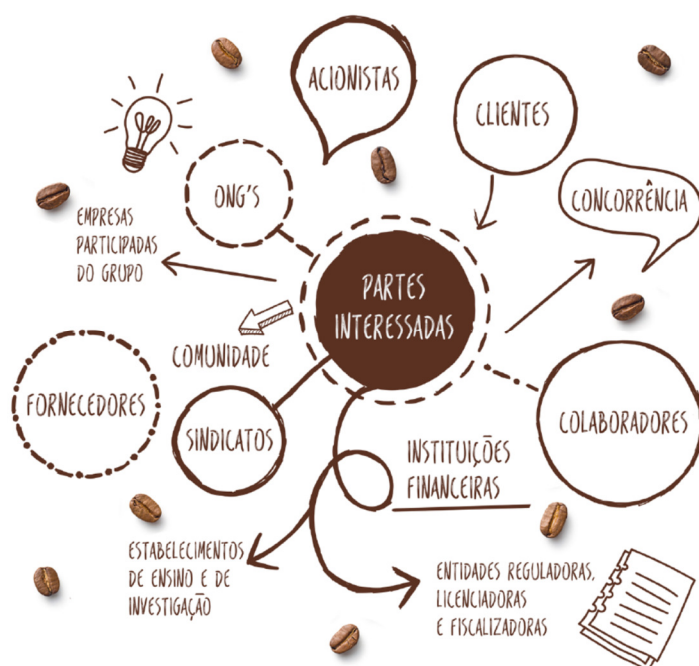 ACIONISTAS
CLIENTES
ONG'S
CONCORRÊNCIA
EMPRESAS
PARTICIPADAS
DO GRUPO
PARTES
INTERESSADAS
COMUNIDADE
FORNECEDORES
SINDICATOS
COLABORADORES
INSTITUIÇÕES
FINANCEIRAS
ESTABELECIMENTOS
DE ENSINO E DE
INVESTIGAÇÃO
ENTIDADES REGULADORAS,
LICENCIADORAS
E FISCALIZADORAS